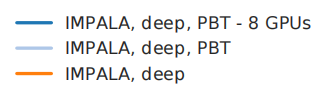 IMPALA, deep, PBT - 8 GPUs
IMPALA, deep, PBT
IMPALA, deep